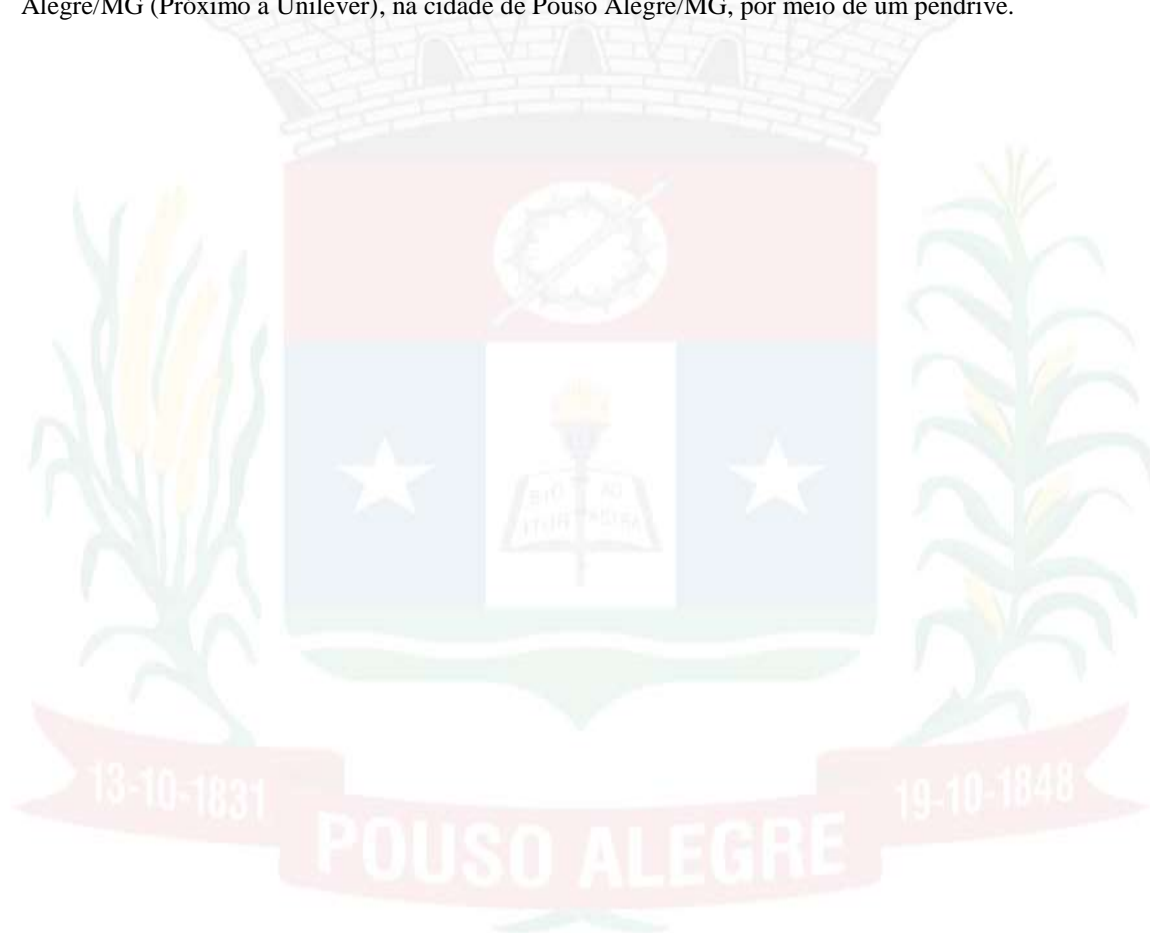 Alegre/MG (Próximo a Unilever), na cidade de Pouso Alegre/MG, por meio de um pendrive.
13-10-1831
19-10-1848
POUSO ALEGRE